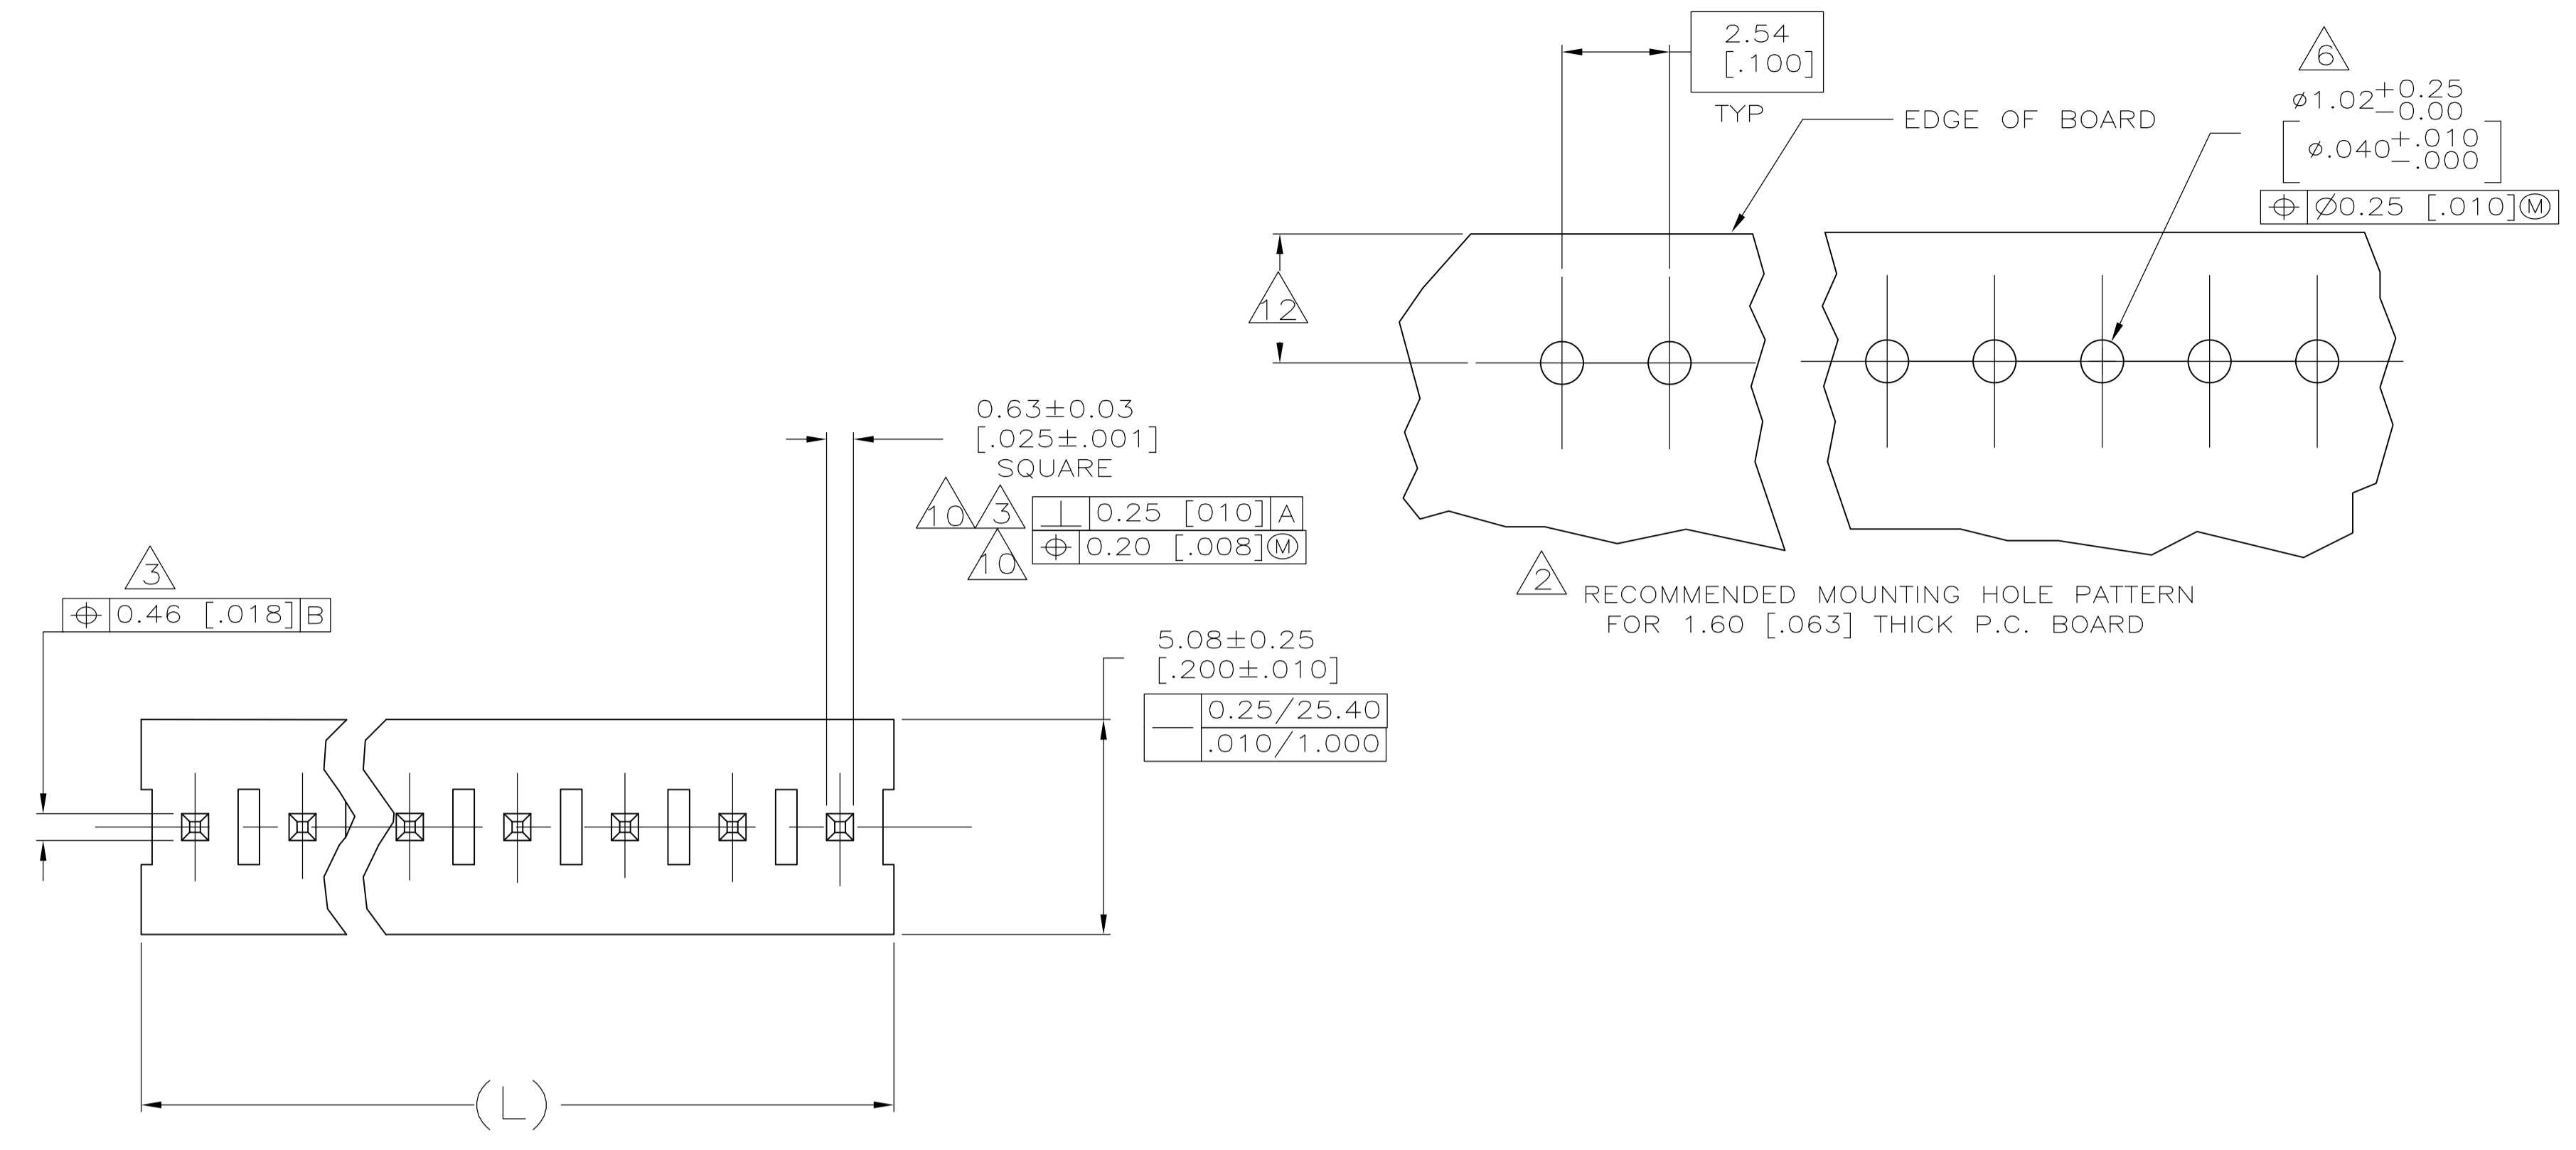 2.54
[.100]
TYP
EDGE OF BOARD
6
⌀1.02 +0.25
−0.00
[⌀.040 +.010
−.000]
⌖ ⌀0.25 [.010] Ⓜ
12
2
RECOMMENDED MOUNTING HOLE PATTERN
FOR 1.60 [.063] THICK P.C. BOARD
0.63±0.03
[.025±.001]
SQUARE
10 3 ⊥ 0.25 [010] A
10 ⌖ 0.20 [.008] Ⓜ
3
⌖ 0.46 [.018] B
5.08±0.25
[.200±.010]
— 0.25/25.40
.010/1.000
(L)